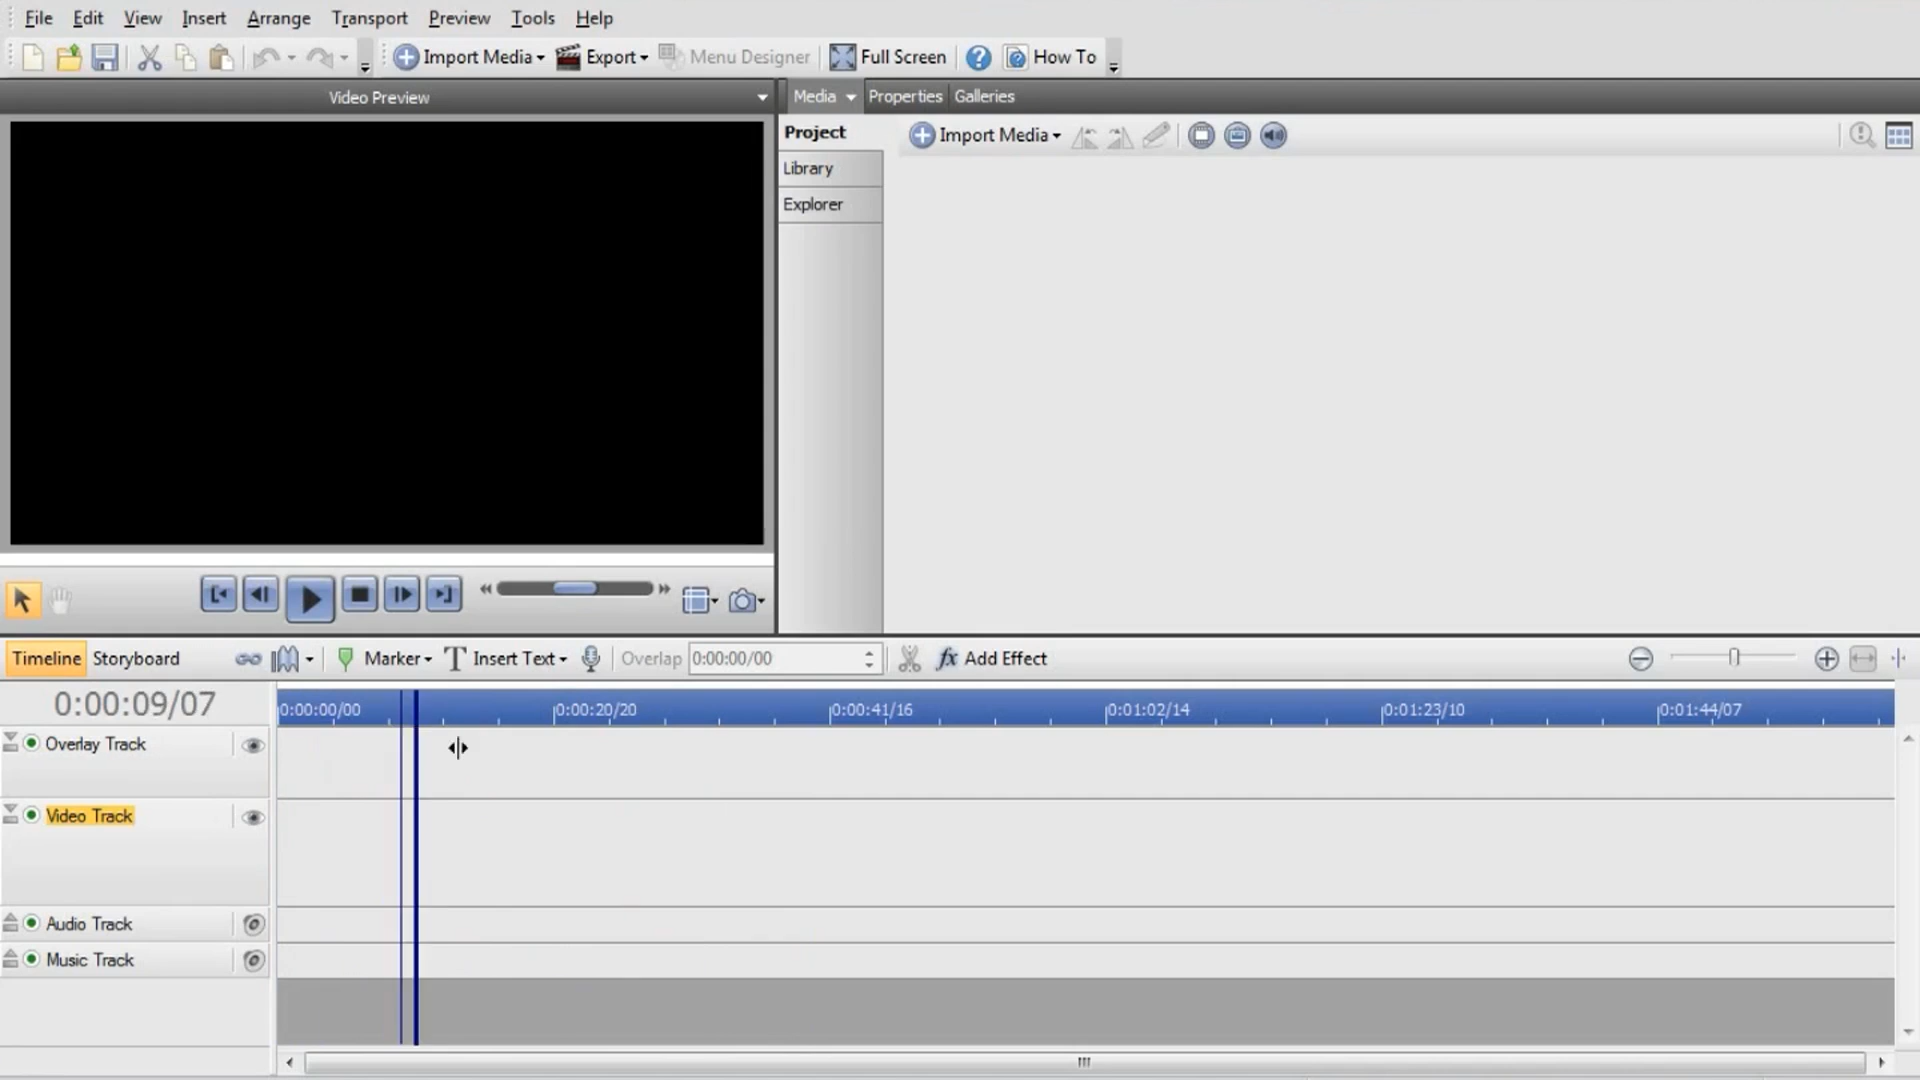 File Edit View Insert Arrange Transport Preview Tools Help
Import Media Export Menu Designer Full Screen How To
Video Preview Media Properties Galleries
Project Import Media
Library
Explorer
Timeline Storyboard Marker Insert Text Overlap 0:00:00/00 fx Add Effect
0:00:09/07 0:00:00/00 0:00:20/20 0:00:41/16 0:01:02/14 0:01:23/10 0:01:44/07
Overlay Track
Video Track
Audio Track
Music Track